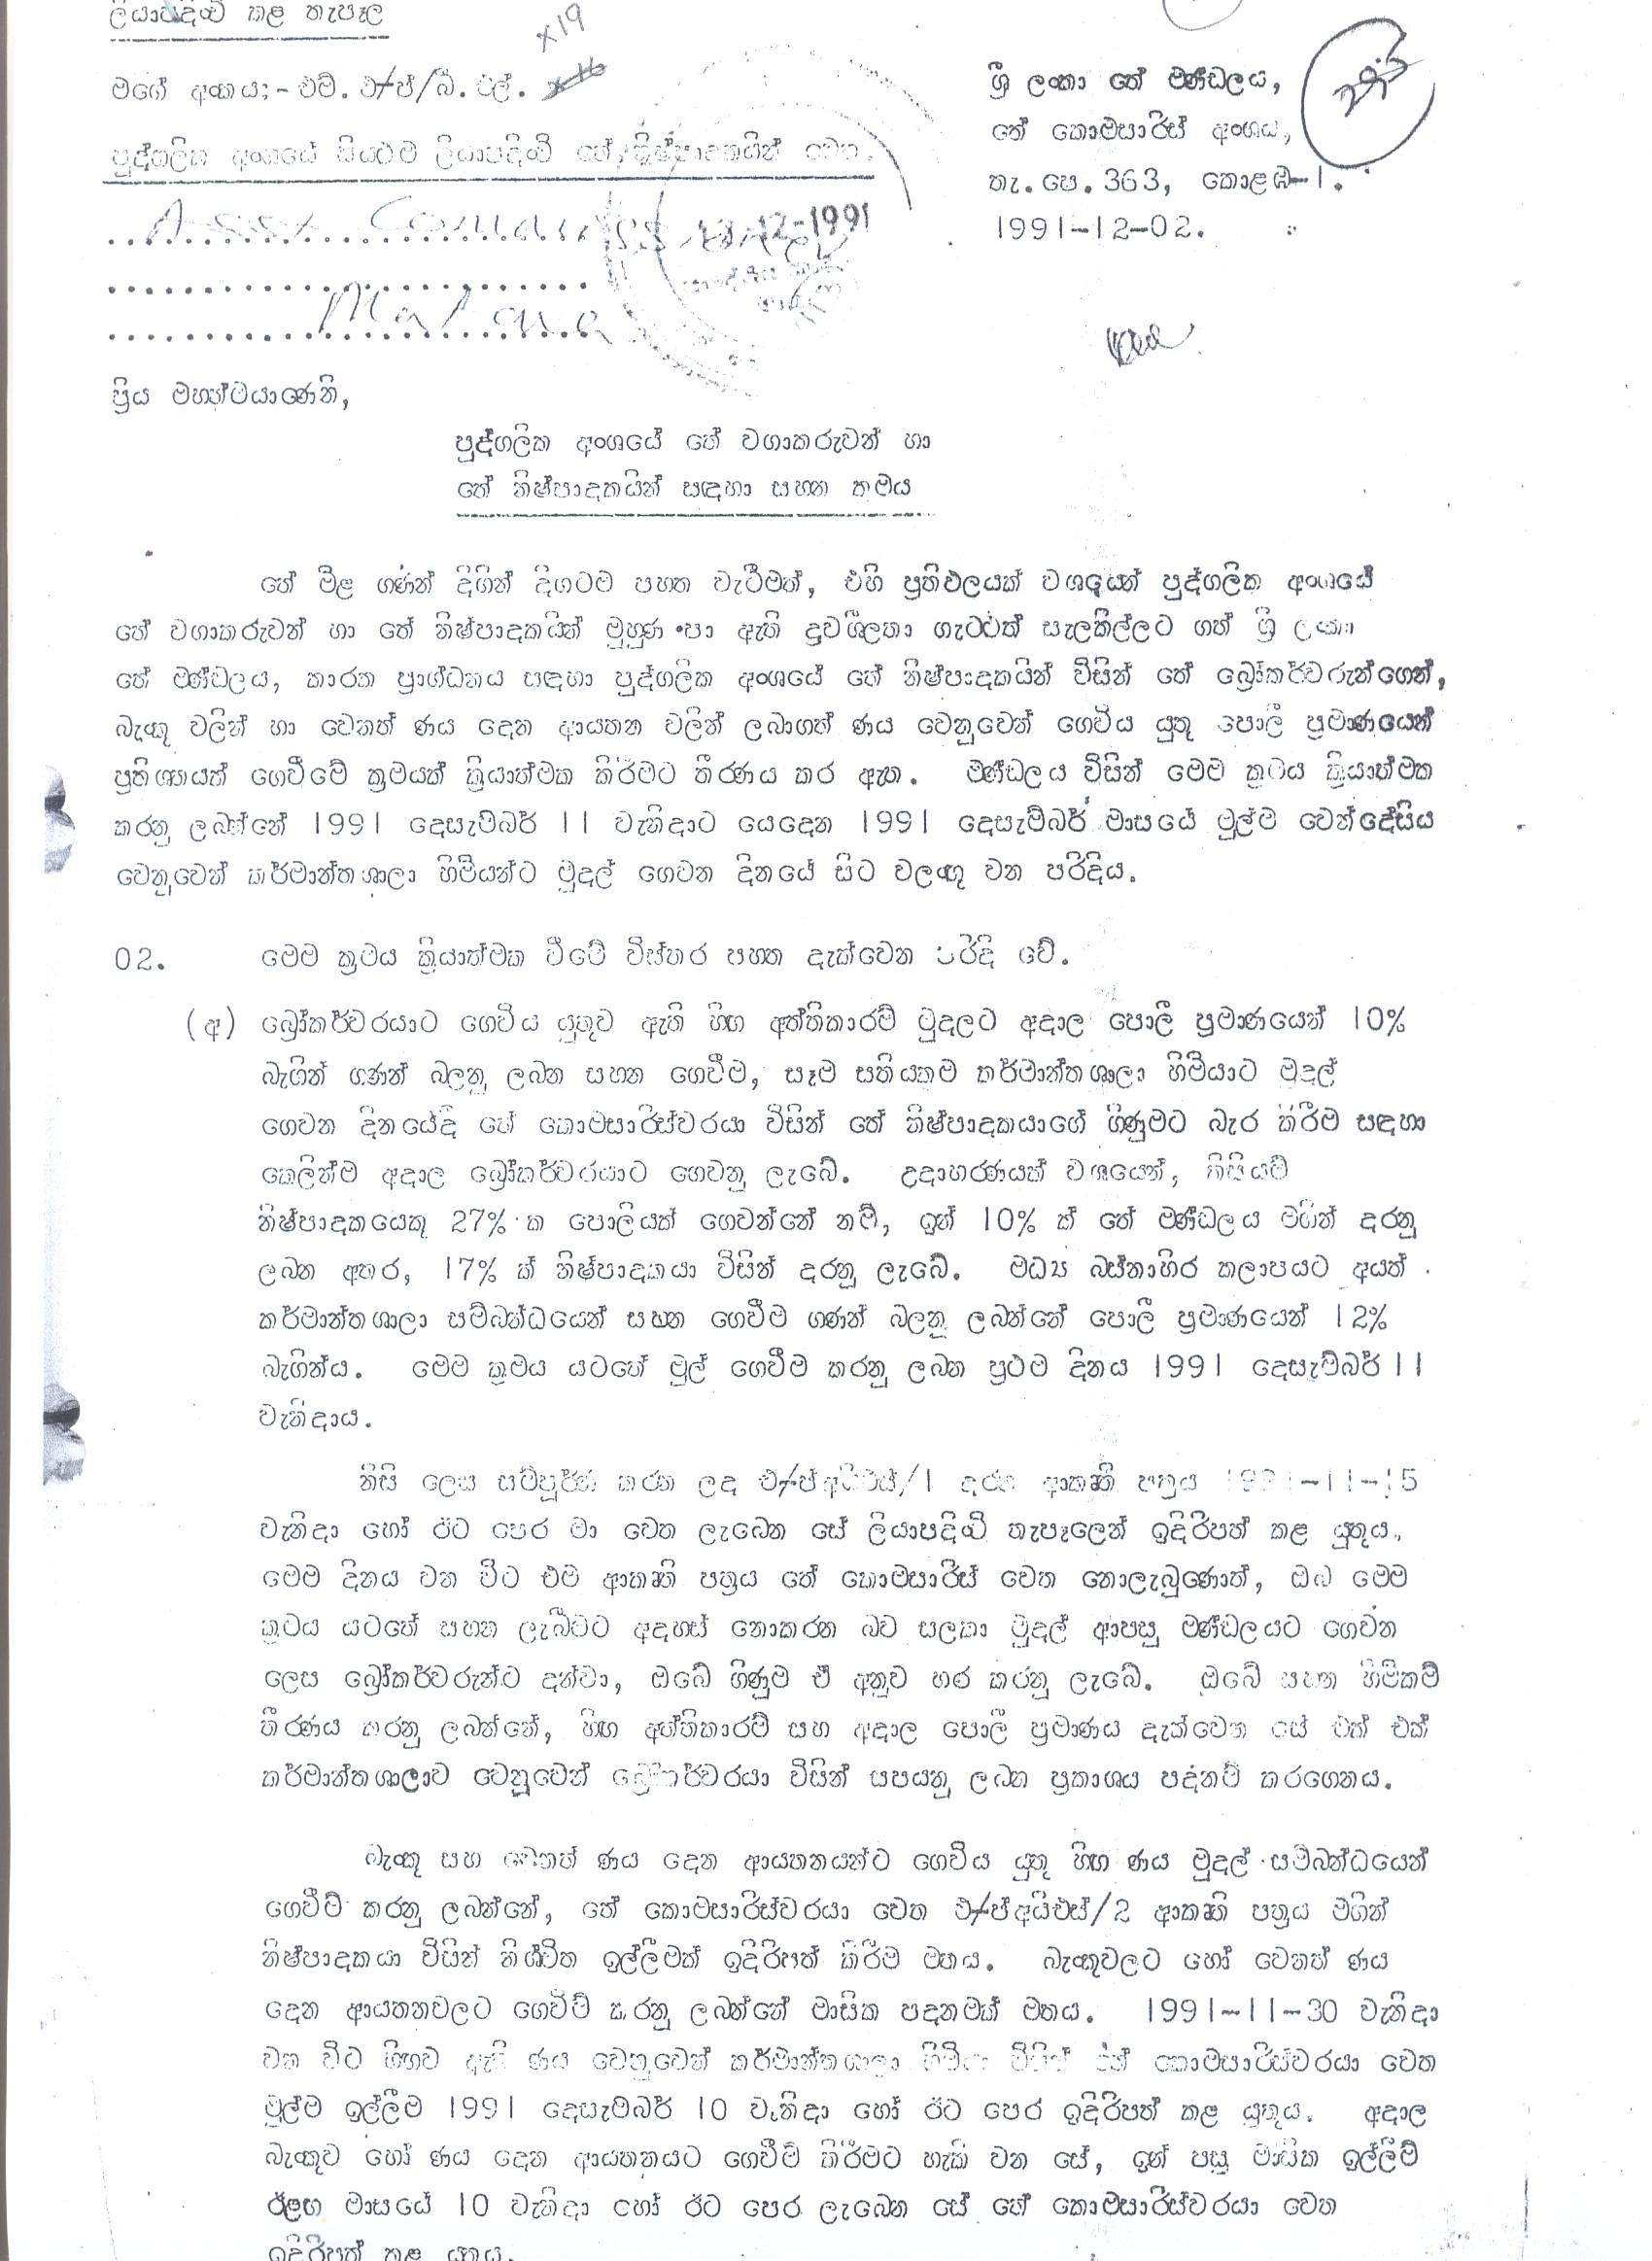 ලියාපදිංචි කළ තැපෑල
x19
මගේ අංකය:- එම්. එෆ්/බී. එල්.
ශ්‍රී ලංකා තේ මණ්ඩලය,
තේ කොමසාරිස් අංශය,
තැ. පෙ. 363, කොළඹ-1.
1991-12-02.
පුද්ගලික අංශයේ සියළුම ලියාපදිංචි තේ නිෂ්පාදකයින් වෙත.
Asst Commissioner
12-1991
Matara
ප්‍රිය මහත්මයාණෙනි,
පුද්ගලික අංශයේ තේ වගාකරුවන් හා
තේ නිෂ්පාදකයින් සඳහා සහන ක්‍රමය
තේ මිළ ගණන් දිගින් දිගටම පහත වැටීමත්, එහි ප්‍රතිඵලයක් වශයෙන් පුද්ගලික අංශයේ
තේ වගාකරුවන් හා තේ නිෂ්පාදකයින් මුහුණ පා ඇති ද්‍රවශීලතා ගැටළුත් සැලකිල්ලට ගත් ශ්‍රී ලංකා
තේ මණ්ඩලය, කාරක ප්‍රාග්ධනය සඳහා පුද්ගලික අංශයේ තේ නිෂ්පාදකයින් විසින් තේ බ්‍රෝකර්වරුන්ගෙන්,
බැංකු වලින් හා වෙනත් ණය දෙන ආයතන වලින් ලබාගත් ණය වෙනුවෙන් ගෙවිය යුතු පොලී ප්‍රමාණයෙන්
ප්‍රතිශතයක් ගෙවීමේ ක්‍රමයක් ක්‍රියාත්මක කිරීමට තීරණය කර ඇත. මණ්ඩලය විසින් මෙම ක්‍රමය ක්‍රියාත්මක
කරනු ලබන්නේ 1991 දෙසැම්බර් 11 වැනිදාට යෙදෙන 1991 දෙසැම්බර් මාසයේ මුල්ම වෙන්දේසිය
වෙනුවෙන් කර්මාන්තශාලා හිමියන්ට මුදල් ගෙවන දිනයේ සිට වලංගු වන පරිදිය.
02. මෙම ක්‍රමය ක්‍රියාත්මක වීමේ විස්තර පහත දැක්වෙන පරිදි වේ.
(අ) බ්‍රෝකර්වරයාට ගෙවිය යුතුව ඇති හිඟ අත්තිකාරම් මුදලට අදාල පොලී ප්‍රමාණයෙන් 10%
බැගින් ගණන් බලනු ලබන සහන ගෙවීම, සෑම සතියකම කර්මාන්තශාලා හිමියාට මුදල්
ගෙවන දිනයේදී තේ කොමසාරිස්වරයා විසින් තේ නිෂ්පාදකයාගේ ගිණුමට බැර කිරීම සඳහා
කෙලින්ම අදාල බ්‍රෝකර්වරයාට ගෙවනු ලැබේ. උදාහරණයක් වශයෙන්, කිසියම්
නිෂ්පාදකයෙකු 27% ක පොලියක් ගෙවන්නේ නම්, ඉන් 10% ක් තේ මණ්ඩලය මගින් දරනු
ලබන අතර, 17% ක් නිෂ්පාදකයා විසින් දරනු ලැබේ. මධ්‍ය බස්නාහිර කලාපයට අයත්
කර්මාන්තශාලා සම්බන්ධයෙන් සහන ගෙවීම ගණන් බලනු ලබන්නේ පොලී ප්‍රමාණයෙන් 12%
බැගින්ය. මෙම ක්‍රමය යටතේ මුල් ගෙවීම කරනු ලබන ප්‍රථම දිනය 1991 දෙසැම්බර් 11
වැනිදාය.
නිසි ලෙස සම්පූර්ණ කරන ලද එෆ්අයිඑස්/1 දරන ආකෘති පත්‍රය 1991-11-15
වැනිදා හෝ ඊට පෙර මා වෙත ලැබෙන සේ ලියාපදිංචි තැපෑලෙන් ඉදිරිපත් කළ යුතුය.
මෙම දිනය වන විට එම ආකෘති පත්‍රය තේ කොමසාරිස් වෙත නොලැබුණොත්, ඔබ මෙම
ක්‍රමය යටතේ සහන ලැබීමට අදහස් නොකරන බව සලකා මුදල් ආපසු මණ්ඩලයට ගෙවන
ලෙස බ්‍රෝකර්වරුන්ට දන්වා, ඔබේ ගිණුම ඒ අනුව හර කරනු ලැබේ. ඔබේ සහන හිමිකම්
තීරණය කරනු ලබන්නේ, හිඟ අත්තිකාරම් සහ අදාල පොලී ප්‍රමාණය දැක්වෙන සේ එක් එක්
කර්මාන්තශාලාව වෙනුවෙන් බ්‍රෝකර්වරයා විසින් සපයනු ලබන ප්‍රකාශය පදනම් කරගෙනය.
බැංකු සහ වෙනත් ණය දෙන ආයතනයන්ට ගෙවිය යුතු හිඟ ණය මුදල් සම්බන්ධයෙන්
ගෙවීම් කරනු ලබන්නේ, තේ කොමසාරිස්වරයා වෙත එෆ්අයිඑස්/2 ආකෘති පත්‍රය මගින්
නිෂ්පාදකයා විසින් නිශ්චිත ඉල්ලීමක් ඉදිරිපත් කිරීම මතය. බැංකුවලට හෝ වෙනත් ණය
දෙන ආයතනවලට ගෙවීම් කරනු ලබන්නේ මාසික පදනමක් මතය. 1991-11-30 වැනිදා
වන විට හිඟව ඇති ණය වෙනුවෙන් කර්මාන්තශාලා හිමියා විසින් තේ කොමසාරිස්වරයා වෙත
මුල්ම ඉල්ලීම 1991 දෙසැම්බර් 10 වැනිදා හෝ ඊට පෙර ඉදිරිපත් කළ යුතුය. අදාල
බැංකුව හෝ ණය දෙන ආයතනයට ගෙවීම් කිරීමට හැකි වන සේ, ඉන් පසු මාසික ඉල්ලීම්
ඊළඟ මාසයේ 10 වැනිදා හෝ ඊට පෙර ලැබෙන සේ තේ කොමසාරිස්වරයා වෙත
ඉදිරිපත් කළ යුතුය.